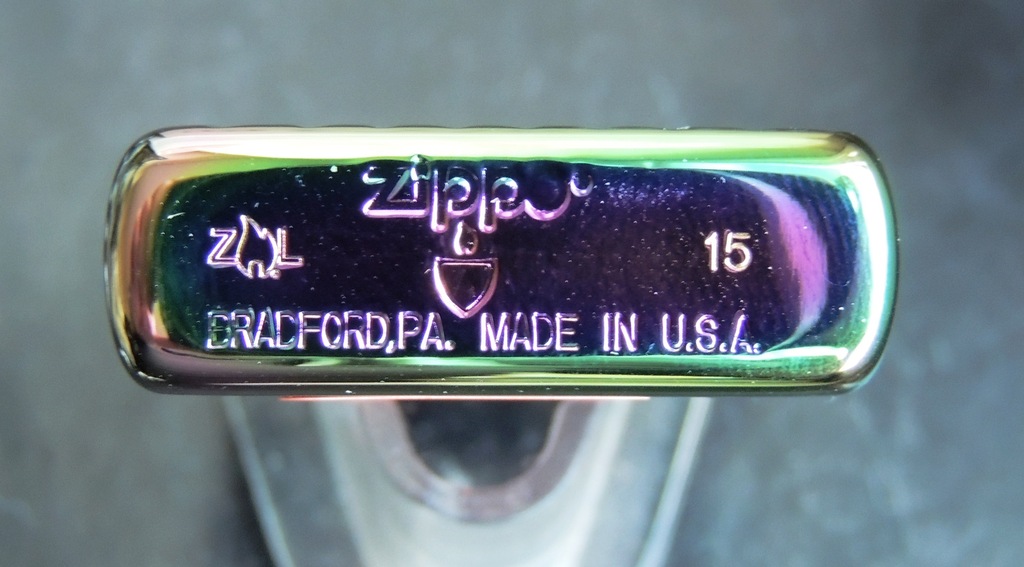 Zippo
Z L 15
BRADFORD,PA. MADE IN U.S.A.